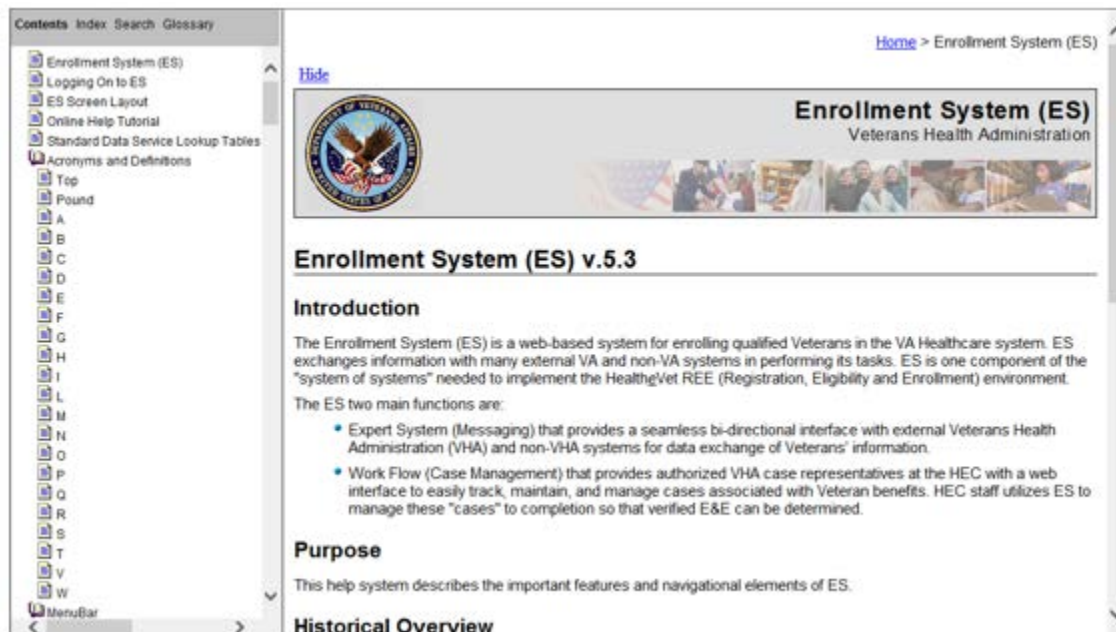 Contents Index Search Glossary
Enrollment System (ES)
Logging On to ES
ES Screen Layout
Online Help Tutorial
Standard Data Service Lookup Tables
Acronyms and Definitions
Top
Pound
A
B
C
D
E
F
G
H
I
L
M
N
O
P
Q
R
S
T
V
W
MenuBar
Home > Enrollment System (ES)
Hide
Enrollment System (ES)
Veterans Health Administration
Enrollment System (ES) v.5.3
Introduction
The Enrollment System (ES) is a web-based system for enrolling qualified Veterans in the VA Healthcare system. ES
exchanges information with many external VA and non-VA systems in performing its tasks. ES is one component of the
"system of systems" needed to implement the HealtheVet REE (Registration, Eligibility and Enrollment) environment.
The ES two main functions are:
• Expert System (Messaging) that provides a seamless bi-directional interface with external Veterans Health
Administration (VHA) and non-VHA systems for data exchange of Veterans' information.
• Work Flow (Case Management) that provides authorized VHA case representatives at the HEC with a web
interface to easily track, maintain, and manage cases associated with Veteran benefits. HEC staff utilizes ES to
manage these "cases" to completion so that verified E&E can be determined.
Purpose
This help system describes the important features and navigational elements of ES.
Historical Overview